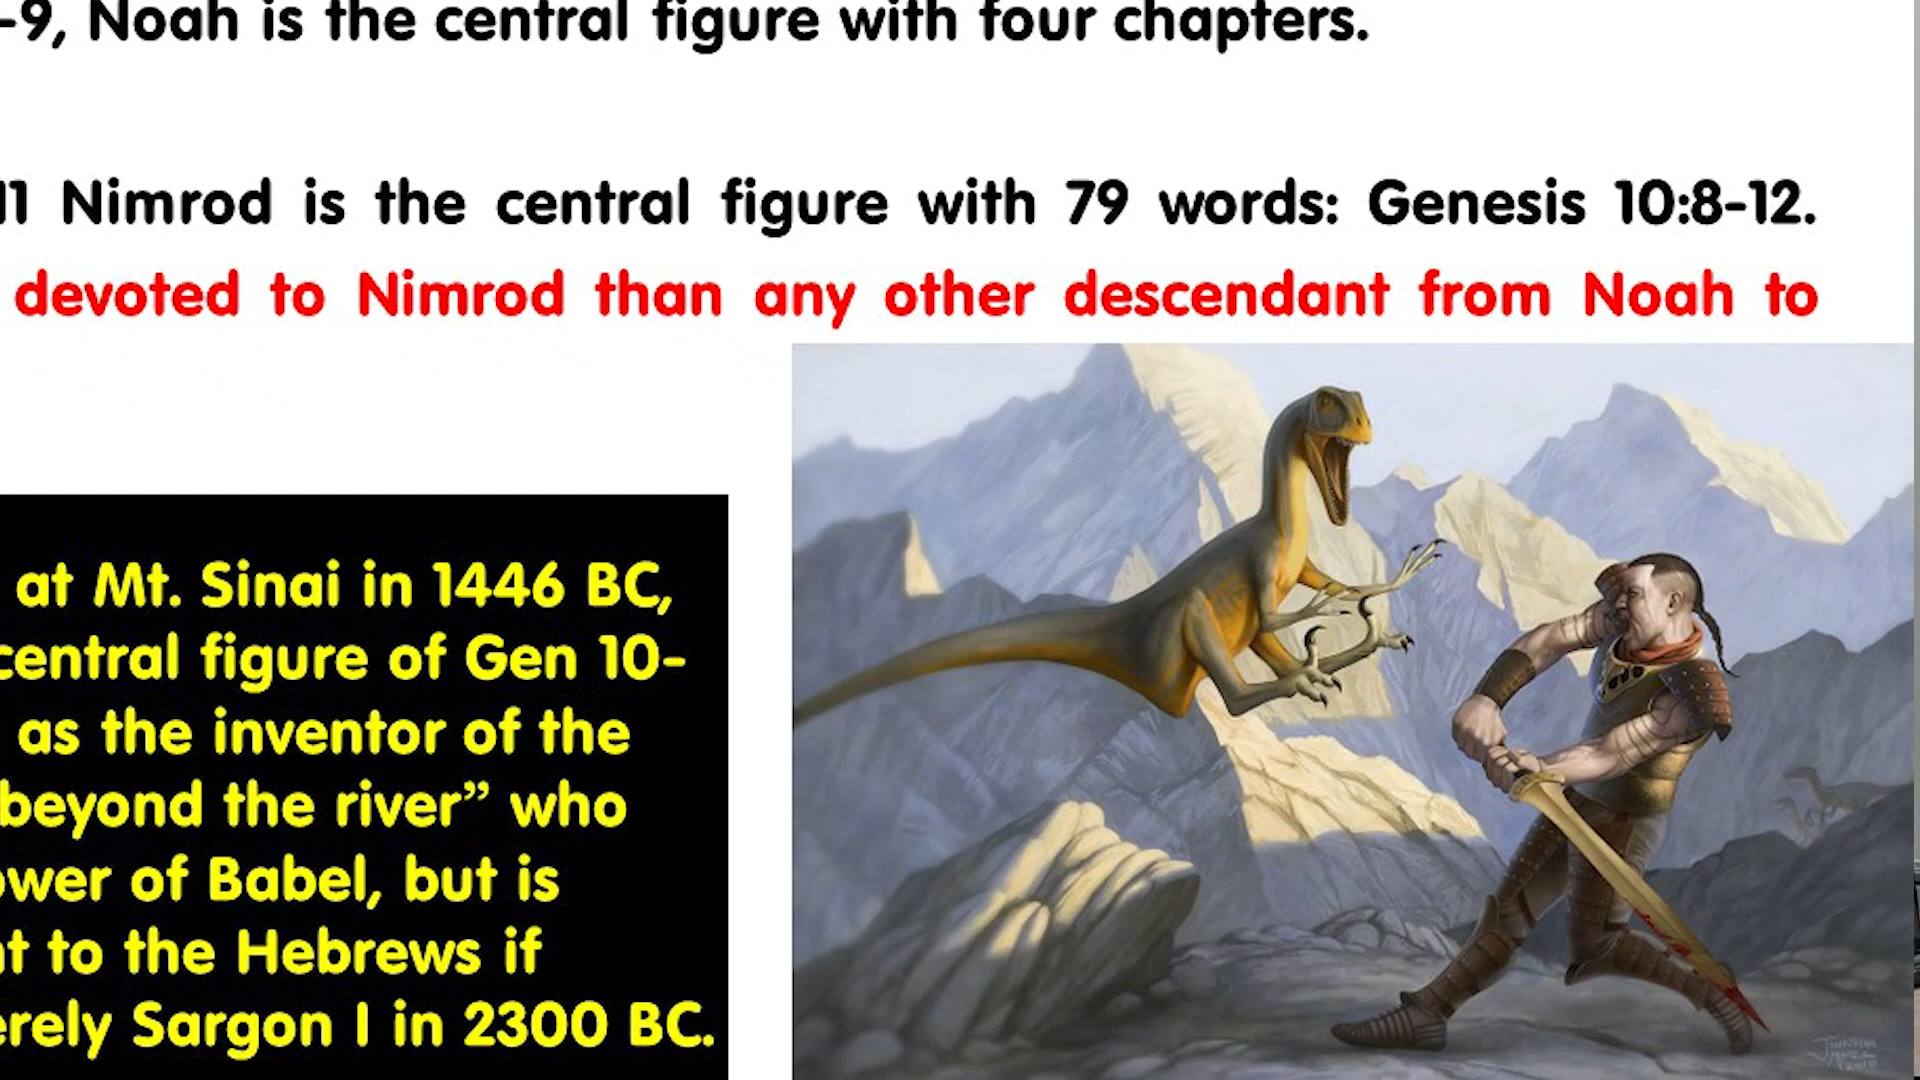 -9, Noah is the central figure with four chapters.
11 Nimrod is the central figure with 79 words: Genesis 10:8-12.
devoted to Nimrod than any other descendant from Noah to
at Mt. Sinai in 1446 BC,
central figure of Gen 10-
as the inventor of the
beyond the river” who
ower of Babel, but is
nt to the Hebrews if
erely Sargon I in 2300 BC.